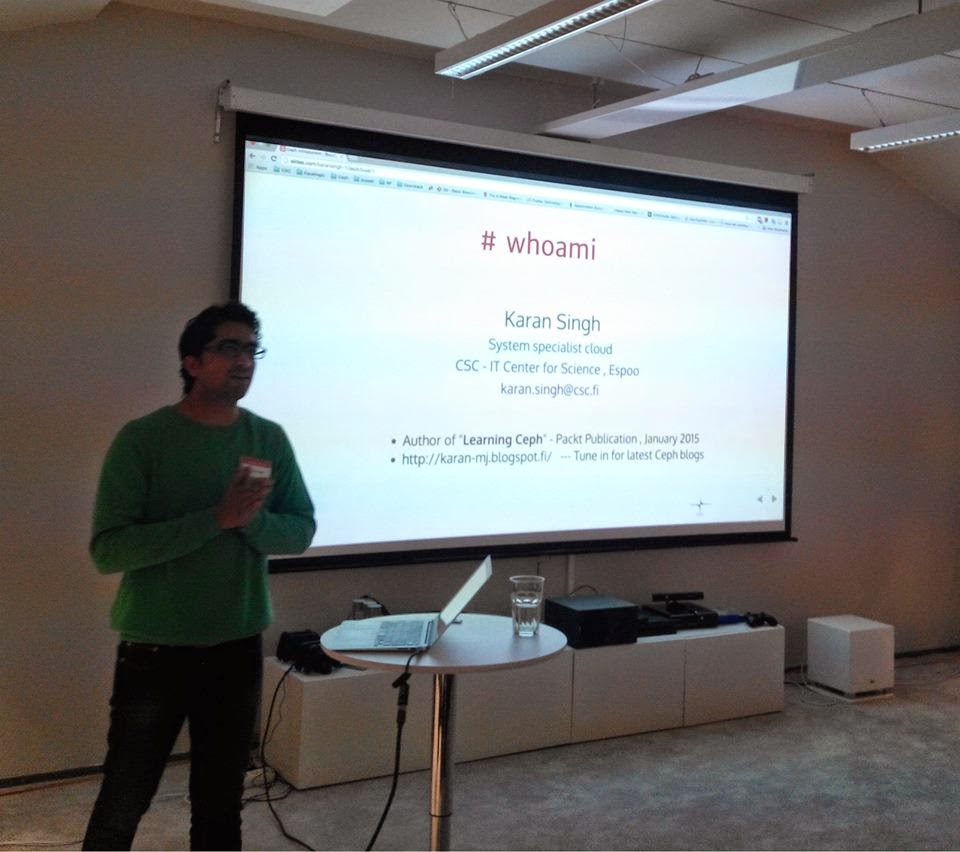 # whoami
Karan Singh
System specialist cloud
CSC - IT Center for Science , Espoo
karan.singh@csc.fi
• Author of "Learning Ceph" - Packt Publication , January 2015
• http://karan-mj.blogspot.fi/ --- Tune in for latest Ceph blogs